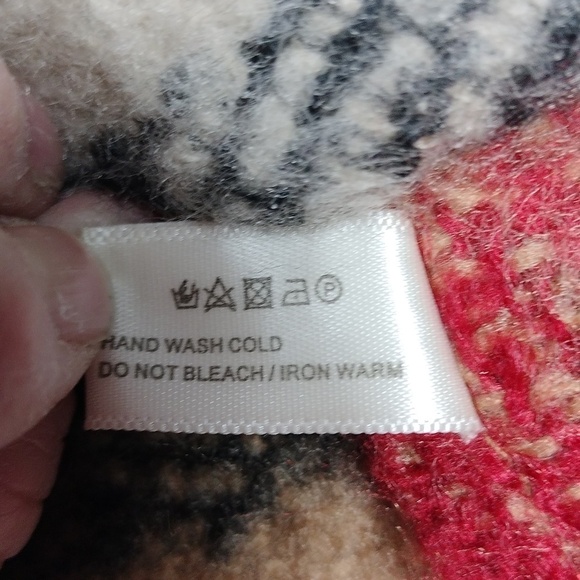 P
HAND WASH COLD
DO NOT BLEACH / IRON WARM